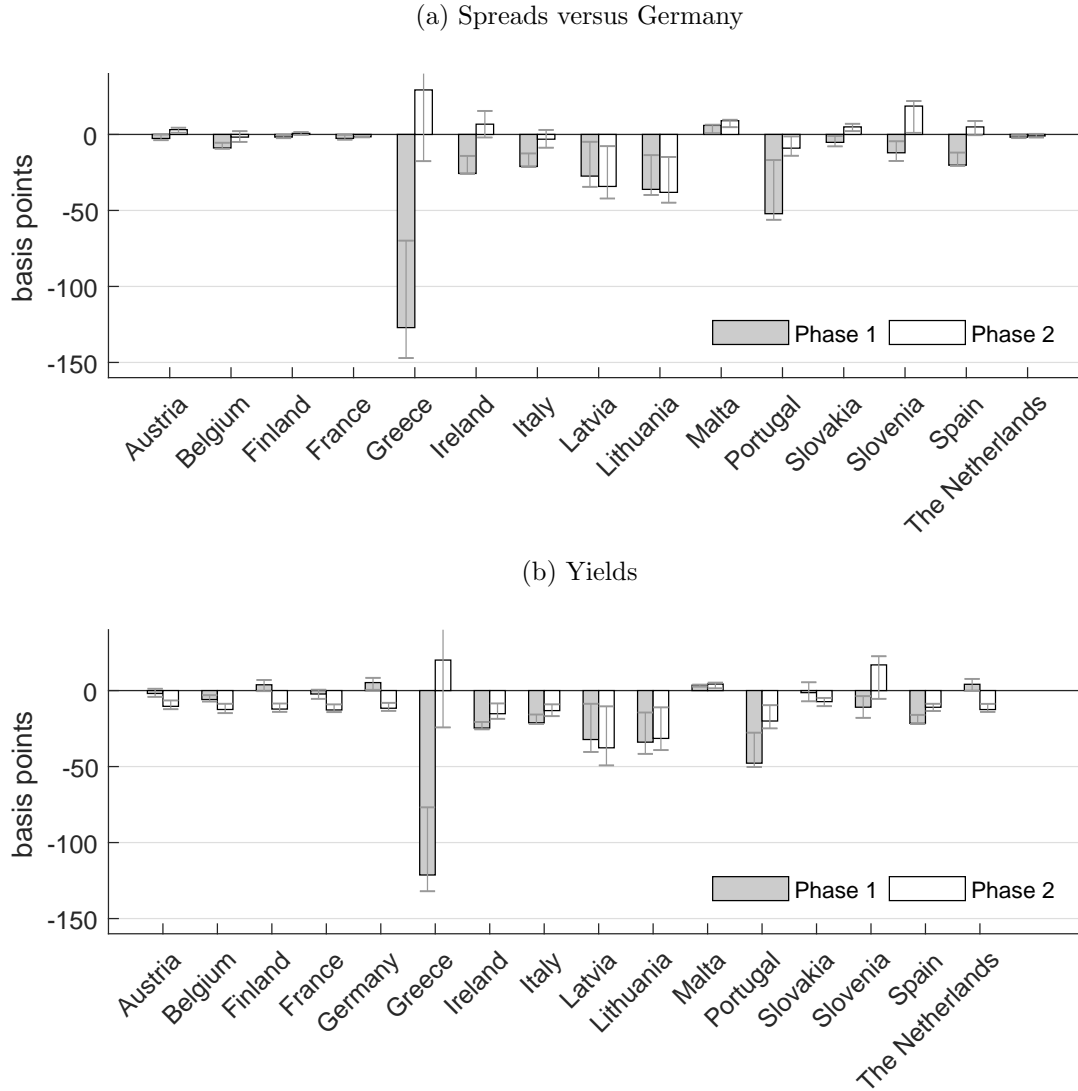 (a) Spreads versus Germany
basis points
0
-50
-100
-150
Phase 1
Phase 2
Austria
Belgium
Finland
France
Greece
Ireland
Italy
Latvia
Lithuania
Malta
Portugal
Slovakia
Slovenia
Spain
The Netherlands
(b) Yields
basis points
0
-50
-100
-150
Phase 1
Phase 2
Austria
Belgium
Finland
France
Germany
Greece
Ireland
Italy
Latvia
Lithuania
Malta
Portugal
Slovakia
Slovenia
Spain
The Netherlands